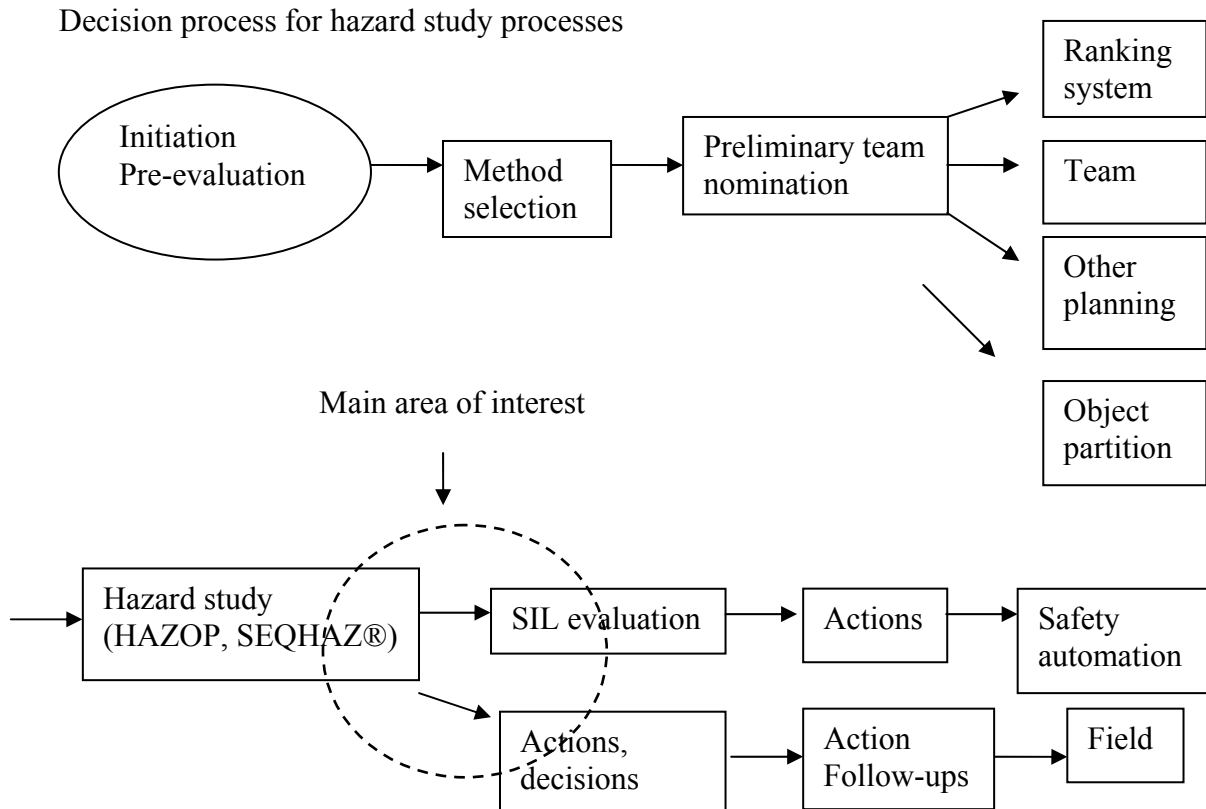 Decision process for hazard study processes
Initiation
Pre-evaluation
Method
selection
Preliminary team
nomination
Ranking
system
Team
Other
planning
Object
partition
Main area of interest
Hazard study
(HAZOP, SEQHAZ®)
SIL evaluation
Actions
Safety
automation
Actions,
decisions
Action
Follow-ups
Field